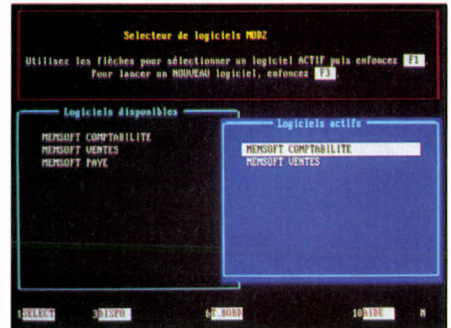 Selecteur de logiciels MOD2
Utilisez les flèches pour sélectionner un logiciel ACTIF puis enfoncez F1.
Pour lancer un NOUVEAU logiciel, enfoncez F3.
Logiciels disponibles
MEMSOFT COMPTABILITE
MEMSOFT VENTES
MEMSOFT PAYE
Logiciels actifs
MEMSOFT COMPTABILITE
MEMSOFT VENTES
1SELECT 3DISPO 6T.BORD 10AIDE M